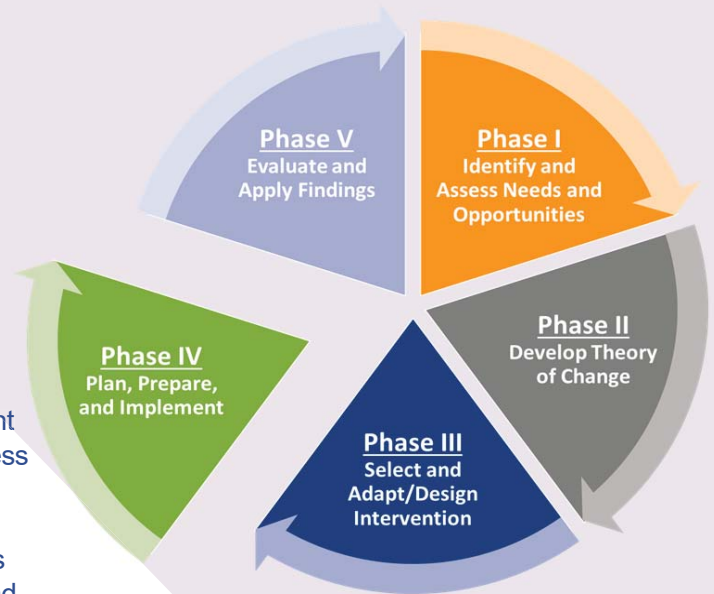 Phase I
Identify and
Assess Needs and
Opportunities
Phase II
Develop Theory
of Change
Phase III
Select and
Adapt/Design
Intervention
Phase IV
Plan, Prepare,
and Implement
Phase V
Evaluate and
Apply Findings